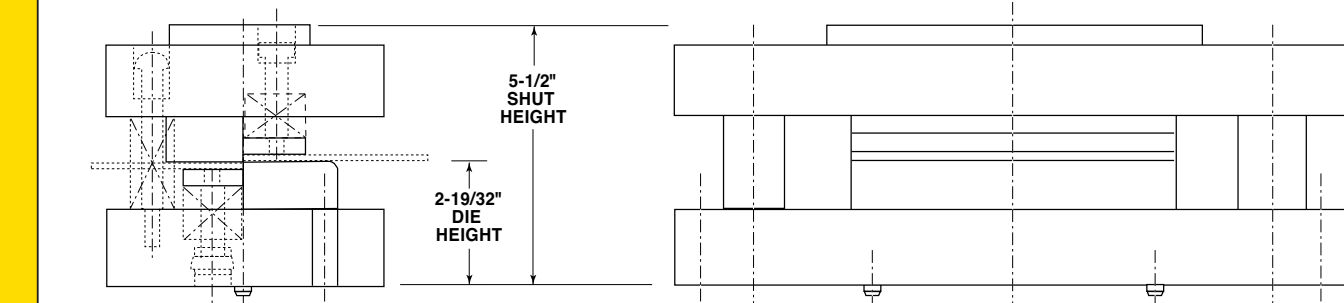 5-1/2"
SHUT
HEIGHT
2-19/32"
DIE
HEIGHT